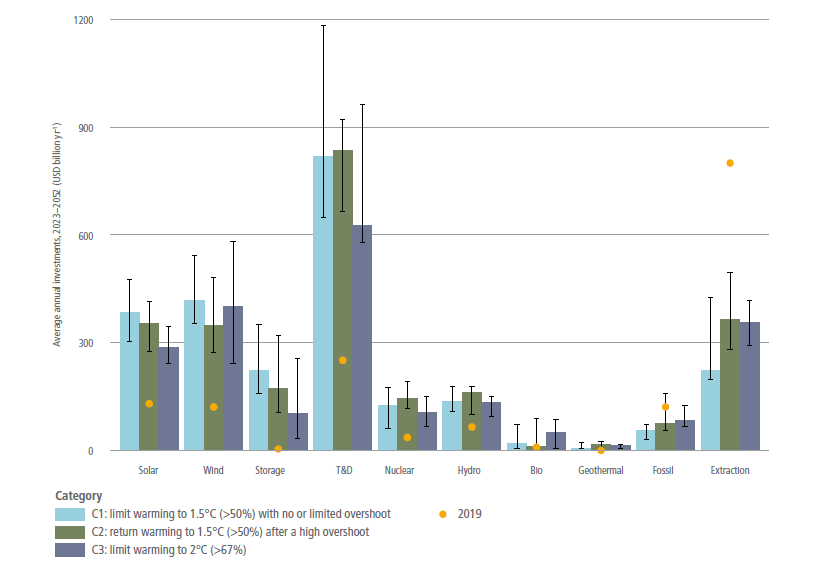 1200
900
600
300
0
Average annual investments, 2023–2052 (USD billion yr⁻¹)
Solar Wind Storage T&D Nuclear Hydro Bio Geothermal Fossil Extraction
Category
C1: limit warming to 1.5°C (>50%) with no or limited overshoot 2019
C2: return warming to 1.5°C (>50%) after a high overshoot
C3: limit warming to 2°C (>67%)